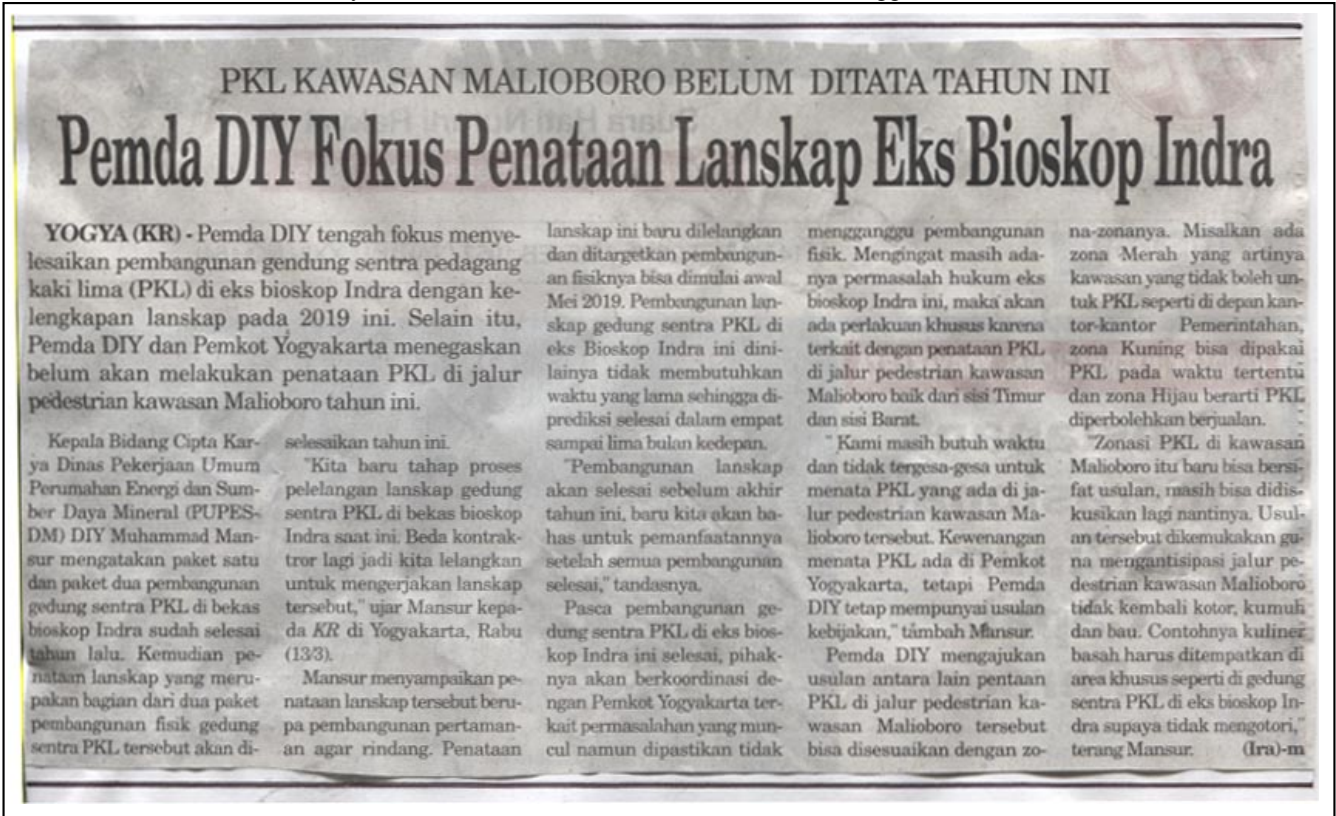 PKL KAWASAN MALIOBORO BELUM DITATA TAHUN INI
Pemda DIY Fokus Penataan Lanskap Eks Bioskop Indra
YOGYA (KR) - Pemda DIY tengah fokus menye-
lesaikan pembangunan gendung sentra pedagang
kaki lima (PKL) di eks bioskop Indra dengan ke-
lengkapan lanskap pada 2019 ini. Selain itu,
Pemda DIY dan Pemkot Yogyakarta menegaskan
belum akan melakukan penataan PKL di jalur
pedestrian kawasan Malioboro tahun ini.
Kepala Bidang Cipta Kar-
ya Dinas Pekerjaan Umum
Perumahan Energi dan Sum-
ber Daya Mineral (PUPES-
DM) DIY Muhammad Man-
sur mengatakan paket satu
dan paket dua pembangunan
gedung sentra PKL di bekas
bioskop Indra sudah selesai
tahun lalu. Kemudian pe-
nataan lanskap yang meru-
pakan bagian dari dua paket
pembangunan fisik gedung
sentra PKL tersebut akan di-
selesaikan tahun ini.
"Kita baru tahap proses
pelelangan lanskap gedung
sentra PKL di bekas bioskop
Indra saat ini. Beda kontrak-
tror lagi jadi kita lelangkan
untuk mengerjakan lanskap
tersebut," ujar Mansur kepa-
da KR di Yogyakarta, Rabu
(13/3).
Mansur menyampaikan pe-
nataan lanskap tersebut beru-
pa pembangunan pertaman-
an agar rindang. Penataan
lanskap ini baru dilelangkan
dan ditargetkan pembangun-
an fisiknya bisa dimulai awal
Mei 2019. Pembangunan lan-
skap gedung sentra PKL di
eks Bioskop Indra ini dini-
lainya tidak membutuhkan
waktu yang lama sehingga di-
prediksi selesai dalam empat
sampai lima bulan kedepan.
"Pembangunan lanskap
akan selesai sebelum akhir
tahun ini, baru kita akan ba-
has untuk pemanfaatannya
setelah semua pembangunan
selesai," tandasnya.
Pasca pembangunan ge-
dung sentra PKL di eks bios-
kop Indra ini selesai, pihak-
nya akan berkoordinasi de-
ngan Pemkot Yogyakarta ter-
kait permasalahan yang mun-
cul namun dipastikan tidak
mengganggu pembangunan
fisik. Mengingat masih ada-
nya permasalah hukum eks
bioskop Indra ini, maka akan
ada perlakuan khusus karena
terkait dengan penataan PKL
di jalur pedestrian kawasan
Malioboro baik dari sisi Timur
dan sisi Barat.
" Kami masih butuh waktu
dan tidak tergesa-gesa untuk
menata PKL yang ada di ja-
lur pedestrian kawasan Ma-
lioboro tersebut. Kewenangan
menata PKL ada di Pemkot
Yogyakarta, tetapi Pemda
DIY tetap mempunyai usulan
kebijakan," tambah Mansur.
Pemda DIY mengajukan
usulan antara lain pentaan
PKL di jalur pedestrian ka-
wasan Malioboro tersebut
bisa disesuaikan dengan zo-
na-zonanya. Misalkan ada
zona Merah yang artinya
kawasan yang tidak boleh un-
tuk PKL seperti di depan kan-
tor-kantor Pemerintahan,
zona Kuning bisa dipakai
PKL pada waktu tertentu
dan zona Hijau berarti PKL
diperbolehkan berjualan.
"Zonasi PKL di kawasan
Malioboro itu baru bisa bersi-
fat usulan, masih bisa didis-
kusikan lagi nantinya. Usul-
an tersebut dikemukakan gu-
na mengantisipasi jalur pe-
destrian kawasan Malioboro
tidak kembali kotor, kumuh
dan bau. Contohnya kuliner
basah harus ditempatkan di
area khusus seperti di gedung
sentra PKL di eks bioskop In-
dra supaya tidak mengotori,"
terang Mansur. (Ira)-m